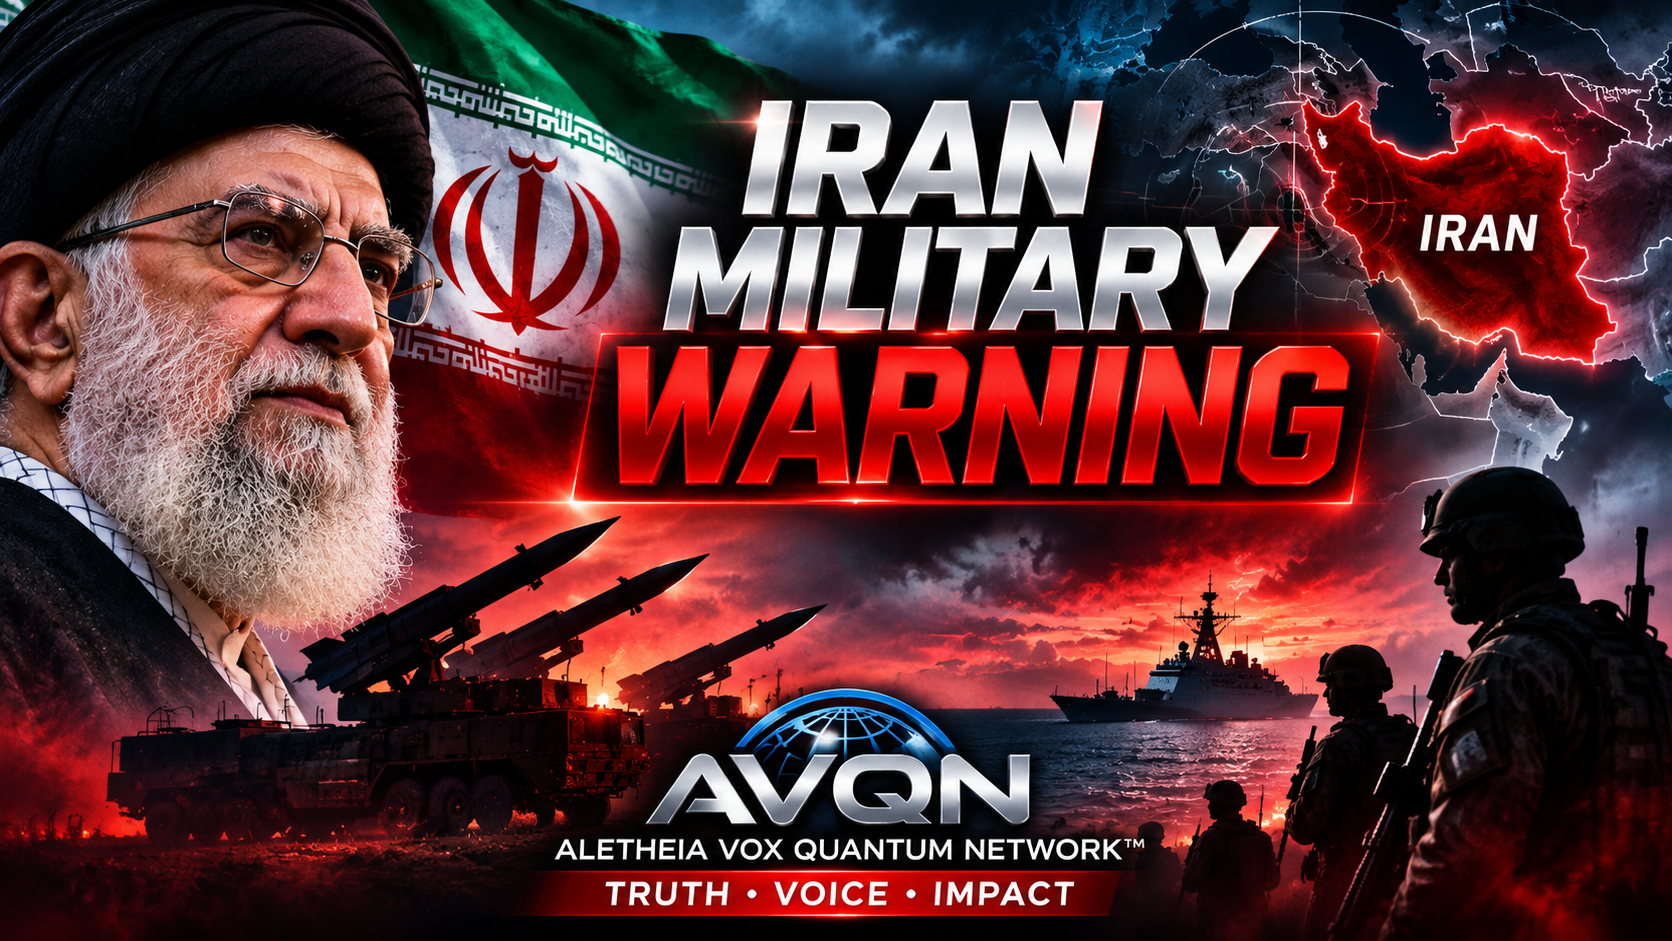 IRAN
MILITARY
WARNING
IRAN
AVQN
ALETHEIA VOX QUANTUM NETWORK™
TRUTH • VOICE • IMPACT